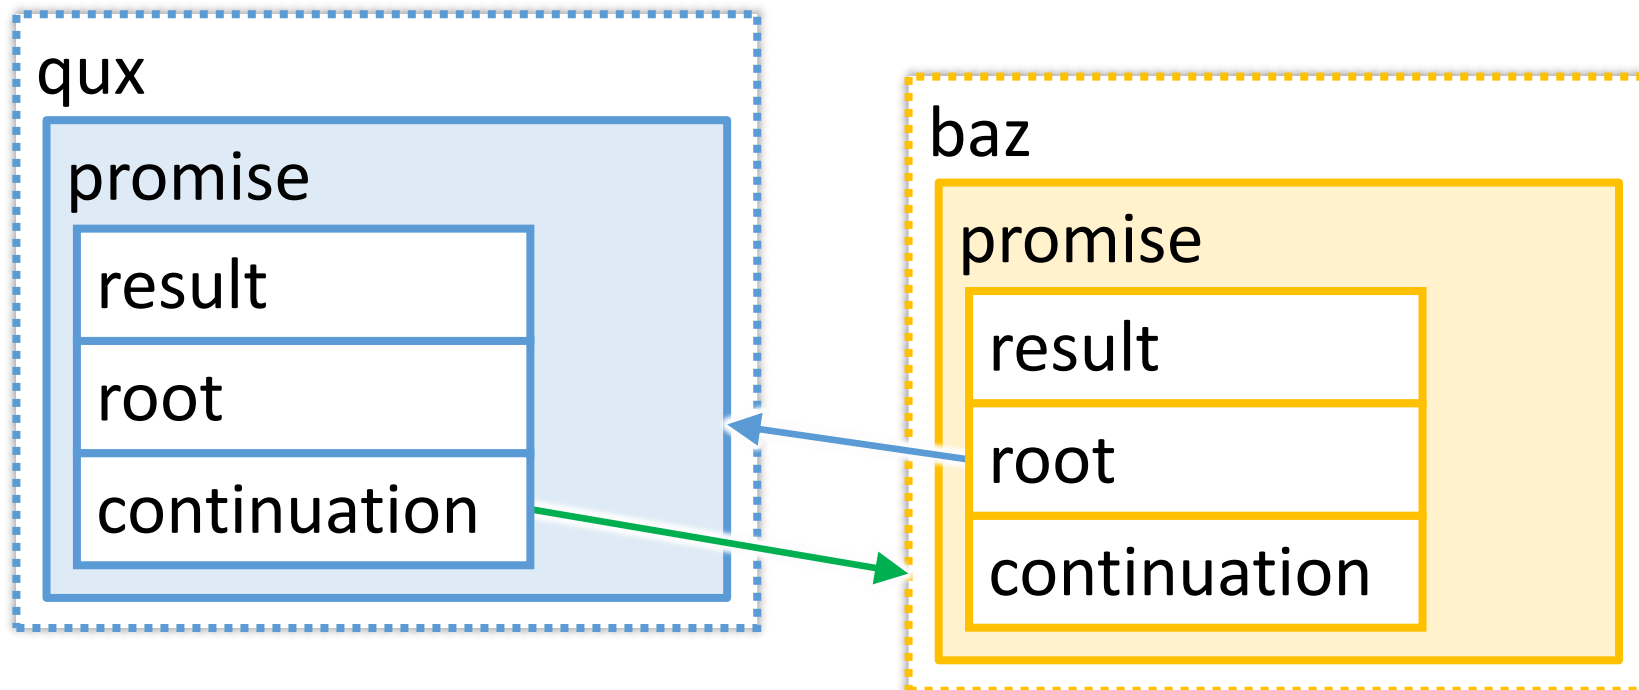 qux
promise
result
root
continuation
baz
promise
result
root
continuation